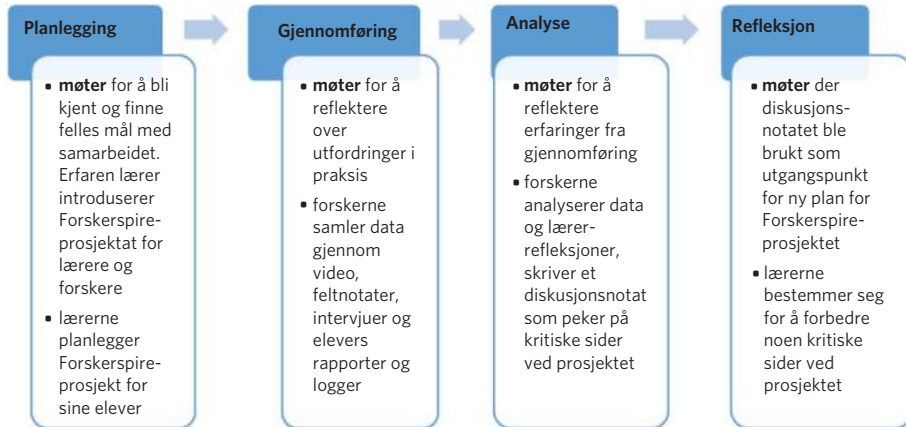 Planlegging
• møter for å bli
kjent og finne
felles mål med
samarbeidet.
Erfaren lærer
introduserer
Forskerspire-
prosjektat for
lærere og
forskere
• lærerne
planlegger
Forskerspire-
prosjekt for
sine elever
Gjennomføring
• møter for å
reflektere
over
utfordringer i
praksis
• forskerne
samler data
gjennom
video,
feltnotater,
intervjuer og
elevers
rapporter og
logger
Analyse
• møter for å
reflektere
erfaringer fra
gjennomføring
• forskerne
analyserer data
og lærer-
refleksjoner,
skriver et
diskusjonsnotat
som peker på
kritiske sider
ved prosjektet
Refleksjon
• møter der
diskusjons-
notatet ble
brukt som
utgangspunkt
for ny plan for
Forskerspire-
prosjektet
• lærerne
bestemmer seg
for å forbedre
noen kritiske
sider ved
prosjektet